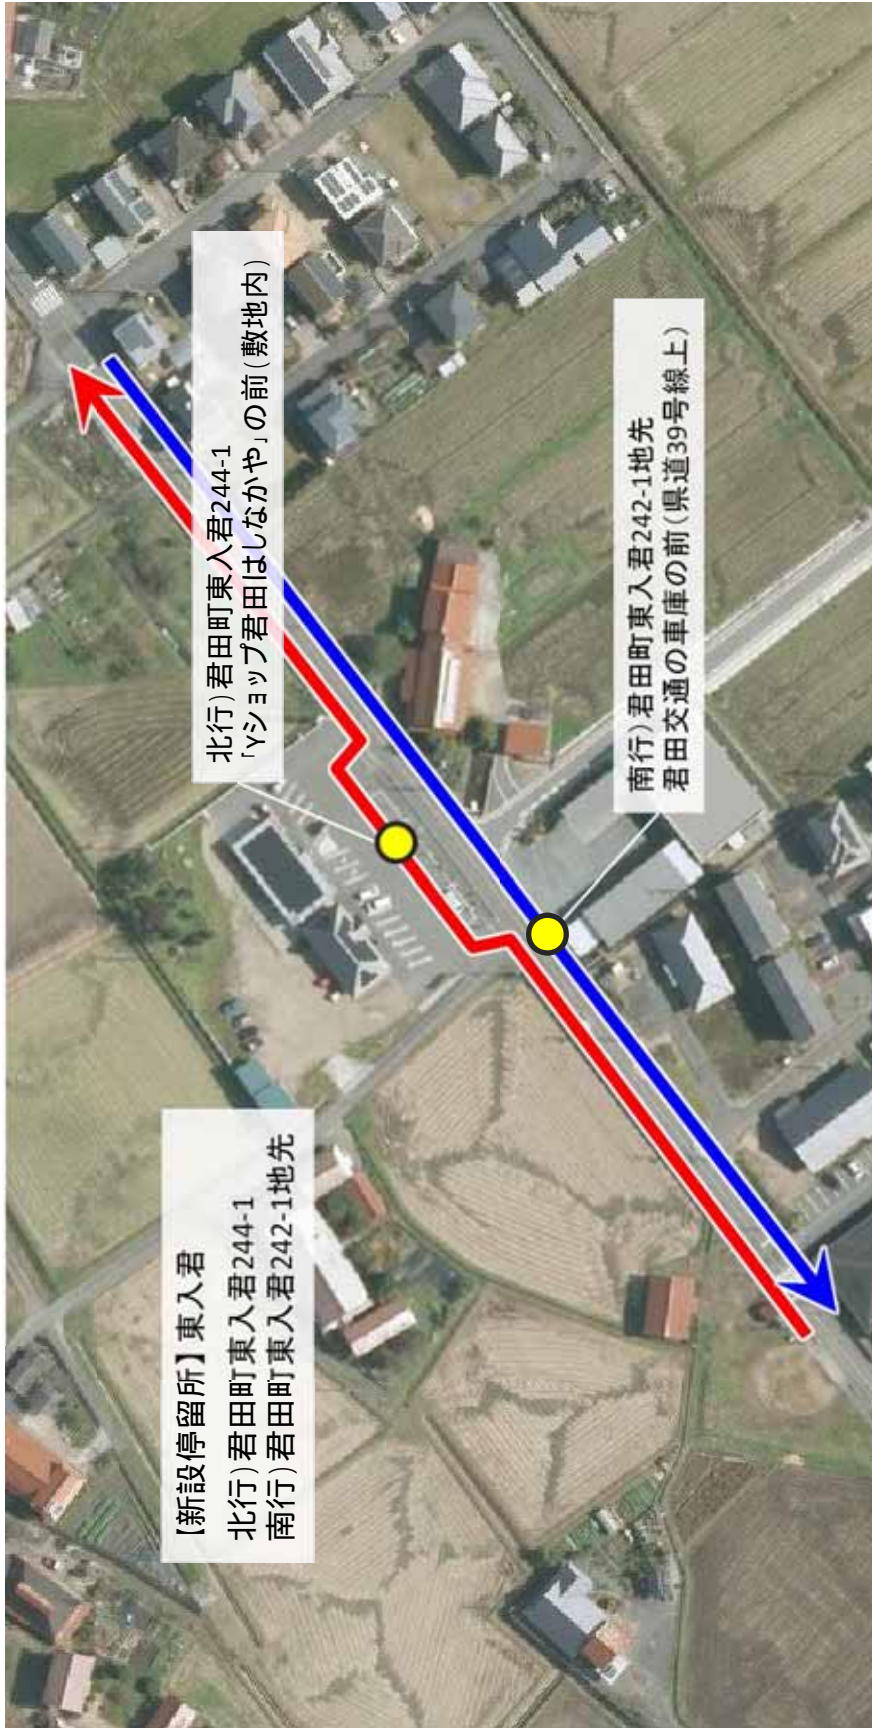 【新設停留所】東入君
北行)君田町東入君244-1
南行)君田町東入君242-1地先
北行)君田町東入君244-1
「Yショップ君田はしなかや」の前(敷地内)
南行)君田町東入君242-1地先
君田交通の車庫の前(県道39号線上)